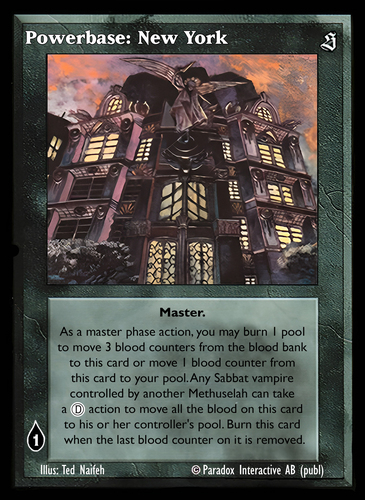 Powerbase: New York
Master.
As a master phase action, you may burn 1 pool
to move 3 blood counters from the blood bank
to this card or move 1 blood counter from
this card to your pool. Any Sabbat vampire
controlled by another Methuselah can take
a Ⓓ action to move all the blood on this card
to his or her controller's pool. Burn this card
when the last blood counter on it is removed.
1
Illus: Ted Naifeh
© Paradox Interactive AB (publ)